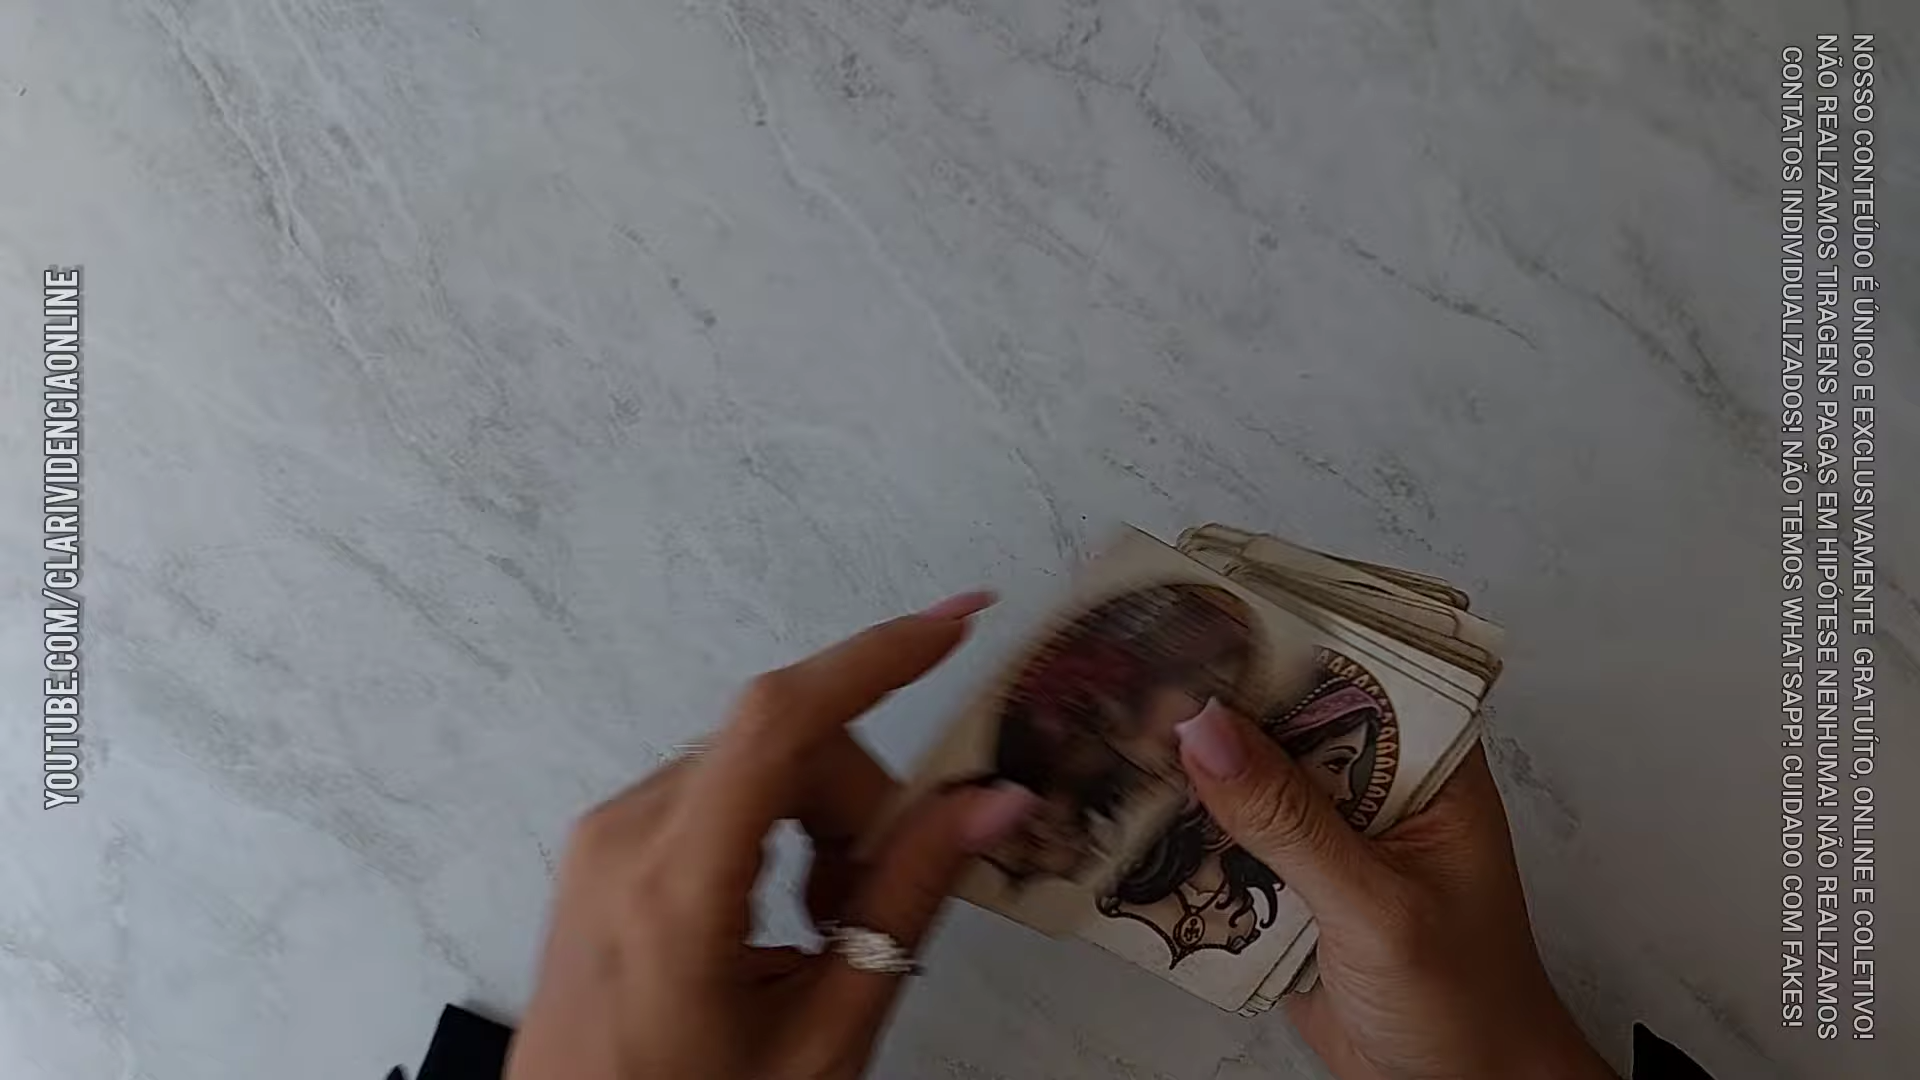 YOUTUBE.COM/CLARIVIDENCIAONLINE
NOSSO CONTEÚDO É ÚNICO E EXCLUSIVAMENTE GRATUÍTO, ONLINE E COLETIVO!
NÃO REALIZAMOS TIRAGENS PAGAS EM HIPÓTESE NENHUMA! NÃO REALIZAMOS
CONTATOS INDIVIDUALIZADOS! NÃO TEMOS WHATSAPP! CUIDADO COM FAKES!